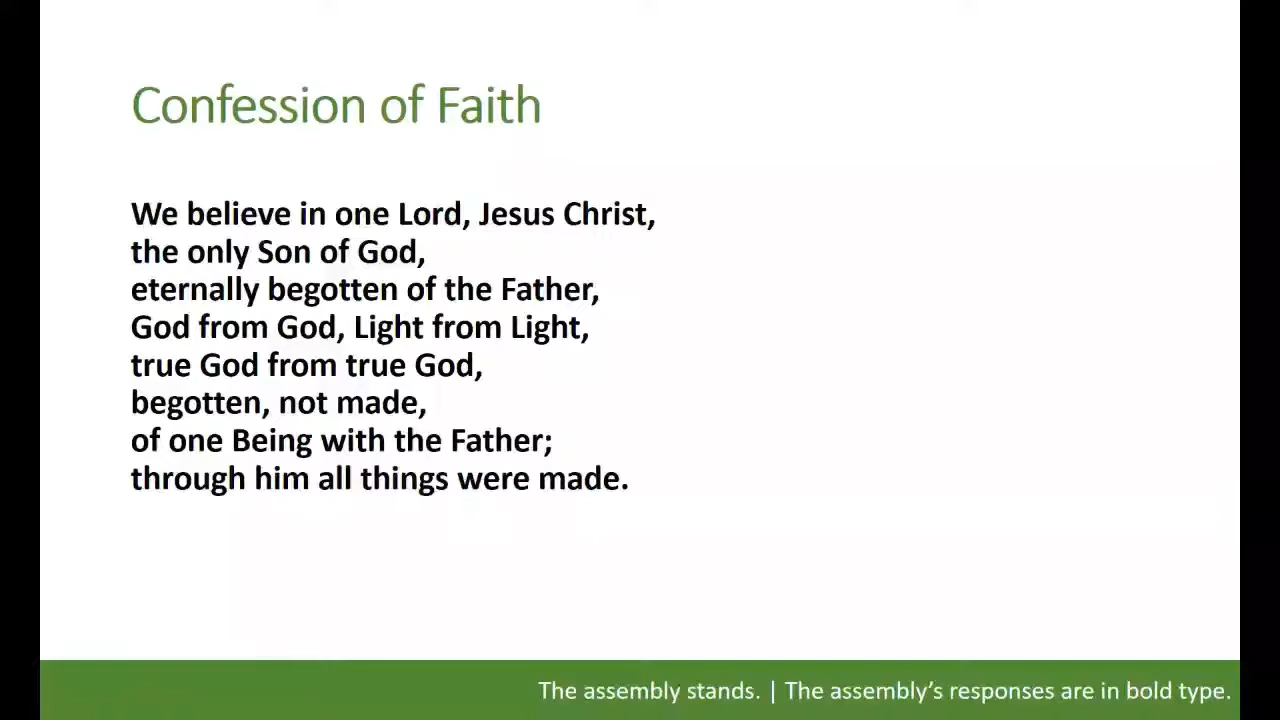 Confession of Faith
We believe in one Lord, Jesus Christ,
the only Son of God,
eternally begotten of the Father,
God from God, Light from Light,
true God from true God,
begotten, not made,
of one Being with the Father;
through him all things were made.
The assembly stands. | The assembly’s responses are in bold type.